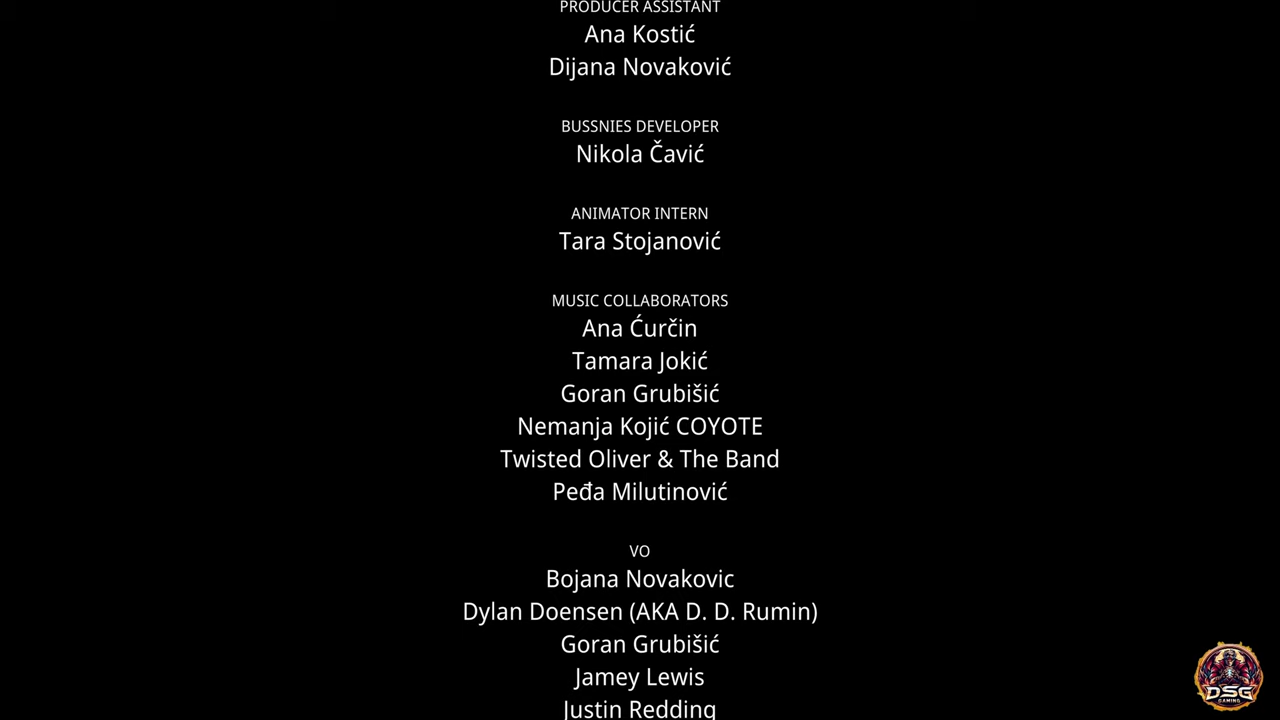 PRODUCER ASSISTANT
Ana Kostić
Dijana Novaković
BUSSNIES DEVELOPER
Nikola Čavić
ANIMATOR INTERN
Tara Stojanović
MUSIC COLLABORATORS
Ana Ćurčin
Tamara Jokić
Goran Grubišić
Nemanja Kojić COYOTE
Twisted Oliver & The Band
Peđa Milutinović
VO
Bojana Novakovic
Dylan Doensen (AKA D. D. Rumin)
Goran Grubišić
Jamey Lewis
Justin Redding
DSG
GAMING